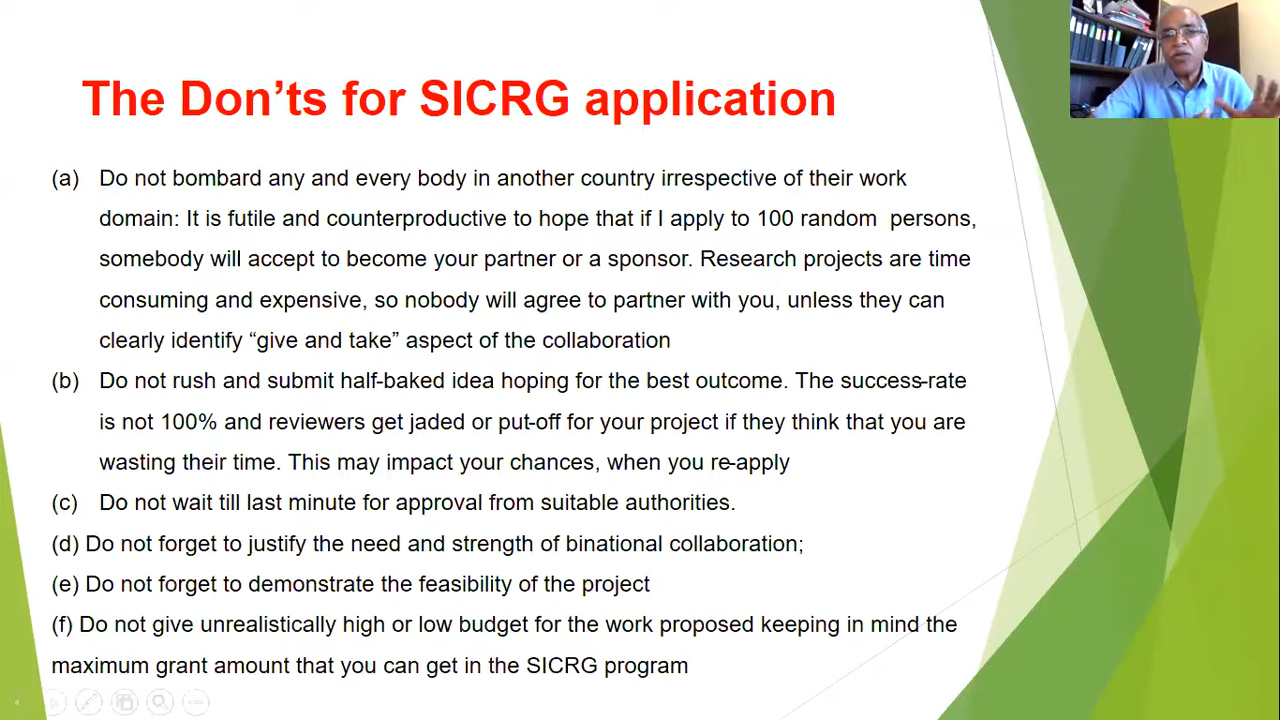 The Don'ts for SICRG application
(a) Do not bombard any and every body in another country irrespective of their work
domain: It is futile and counterproductive to hope that if I apply to 100 random  persons,
somebody will accept to become your partner or a sponsor. Research projects are time
consuming and expensive, so nobody will agree to partner with you, unless they can
clearly identify “give and take” aspect of the collaboration
(b) Do not rush and submit half-baked idea hoping for the best outcome. The success-rate
is not 100% and reviewers get jaded or put-off for your project if they think that you are
wasting their time. This may impact your chances, when you re-apply
(c) Do not wait till last minute for approval from suitable authorities.
(d) Do not forget to justify the need and strength of binational collaboration;
(e) Do not forget to demonstrate the feasibility of the project
(f) Do not give unrealistically high or low budget for the work proposed keeping in mind the
maximum grant amount that you can get in the SICRG program